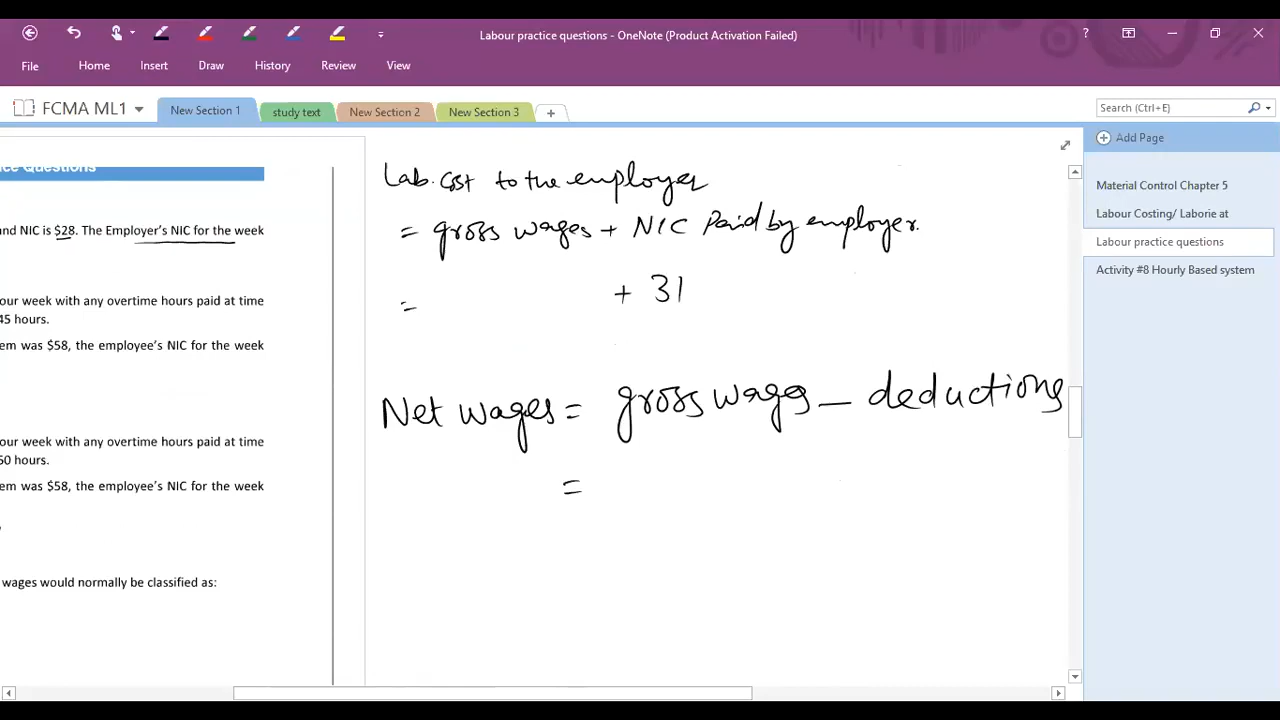 Labour practice questions - OneNote (Product Activation Failed)
?
File Home Insert Draw History Review View
FCMA ML1 New Section 1 study text New Section 2 New Section 3 +
Search (Ctrl+E)
Add Page
Material Control Chapter 5
Labour Costing/ Laborie at
Labour practice questions
Activity #8 Hourly Based system
ce Questions
and NIC is $28. The Employer's NIC for the week
our week with any overtime hours paid at time
45 hours.
em was $58, the employee's NIC for the week
our week with any overtime hours paid at time
50 hours.
em was $58, the employee's NIC for the week
wages would normally be classified as:
Lab. cost to the employer
= gross wages + NIC Paid by employer.
= + 31
Net wages = gross wages - deductions
=